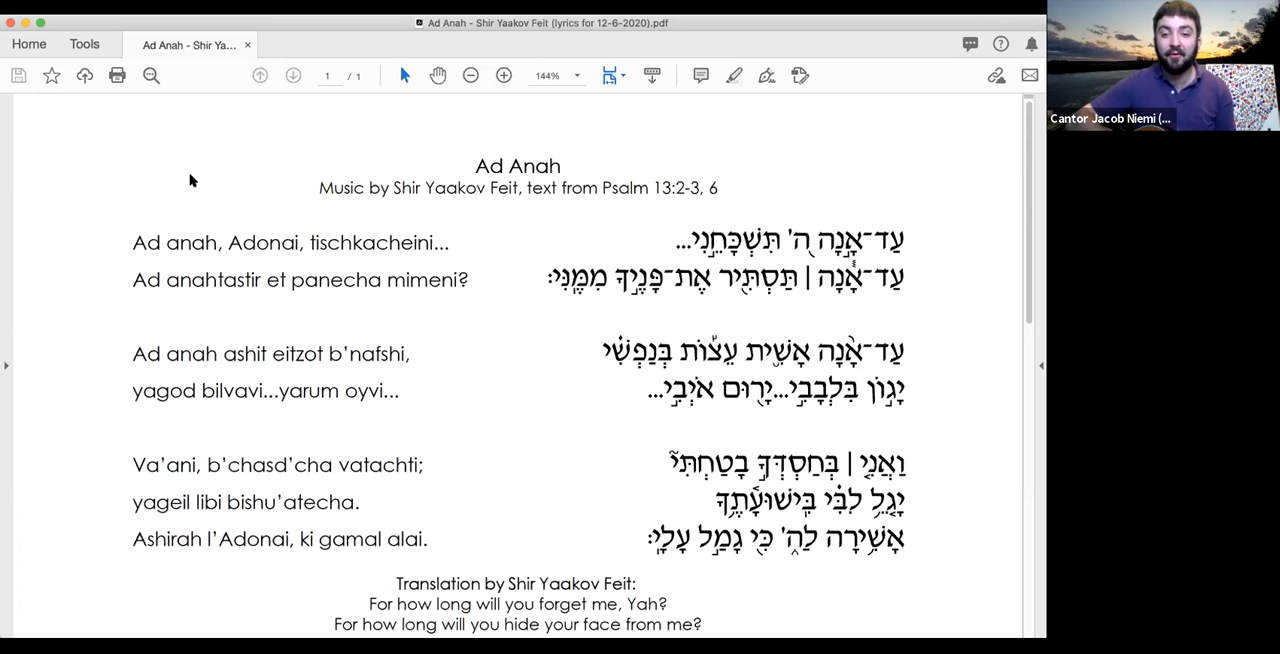 Ad Anah - Shir Yaakov Feit (lyrics for 12-6-2020).pdf
Home Tools Ad Anah - Shir Ya... ×
1 / 1 144%
Cantor Jacob Niemi (...
Ad Anah
Music by Shir Yaakov Feit, text from Psalm 13:2-3, 6
Ad anah, Adonai, tischkacheini...
עַד־אָ֣נָה ה֭' תִּשְׁכָּחֵ֣נִי...
Ad anahtastir et panecha mimeni?
עַד־אָ֓נָה | תַּסְתִּ֖יר אֶת־פָּנֶ֣יךָ מִמֶּֽנִּי׃
Ad anah ashit eitzot b’nafshi,
עַד־אָ֨נָה אָשִׁ֪ית עֵצ֡וֹת בְּנַפְשִׁ֗י
yagod bilvavi...yarum oyvi...
יָג֣וֹן בִּלְבָבִ֣י...יָר֖וּם אֹיְבִ֣י...
Va’ani, b’chasd’cha vatachti;
וַאֲנִ֤י | בְּחַסְדְּךָ֣ בָטַחְתִּי֮
yageil libi bishu’atecha.
יָ֤גֵ֥ל לִבִּ֗י בִּֽישׁוּעָ֫תֶ֥ךָ
Ashirah l’Adonai, ki gamal alai.
אָשִׁ֥ירָה לַה֑' כִּ֖י גָמַ֣ל עָלָֽי׃
Translation by Shir Yaakov Feit:
For how long will you forget me, Yah?
For how long will you hide your face from me?